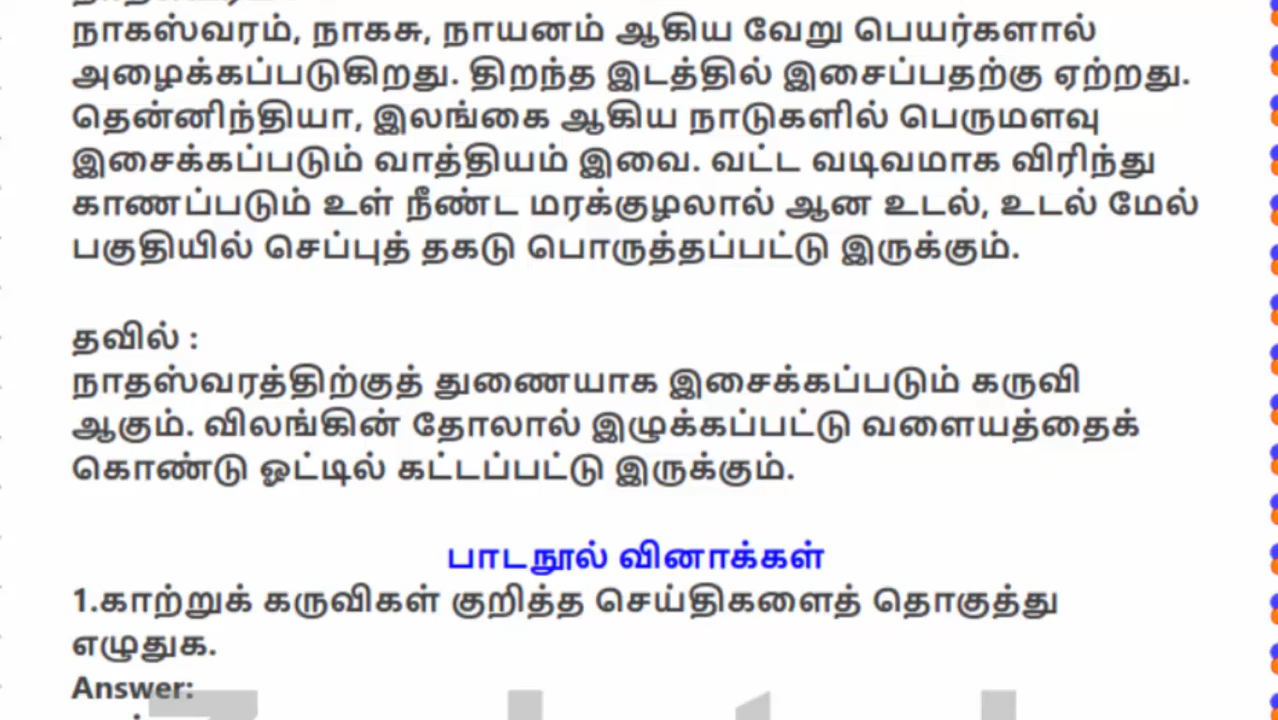 நாகஸ்வரம், நாகசு, நாயனம் ஆகிய வேறு பெயர்களால்
அழைக்கப்படுகிறது. திறந்த இடத்தில் இசைப்பதற்கு ஏற்றது.
தென்னிந்தியா, இலங்கை ஆகிய நாடுகளில் பெருமளவு
இசைக்கப்படும் வாத்தியம் இவை. வட்ட வடிவமாக விரிந்து
காணப்படும் உள் நீண்ட மரக்குழலால் ஆன உடல், உடல் மேல்
பகுதியில் செப்புத் தகடு பொருத்தப்பட்டு இருக்கும்.
தவில் :
நாதஸ்வரத்திற்குத் துணையாக இசைக்கப்படும் கருவி
ஆகும். விலங்கின் தோலால் இழுக்கப்பட்டு வளையத்தைக்
கொண்டு ஓட்டில் கட்டப்பட்டு இருக்கும்.
பாடநூல் வினாக்கள்
1.காற்றுக் கருவிகள் குறித்த செய்திகளைத் தொகுத்து
எழுதுக.
Answer: